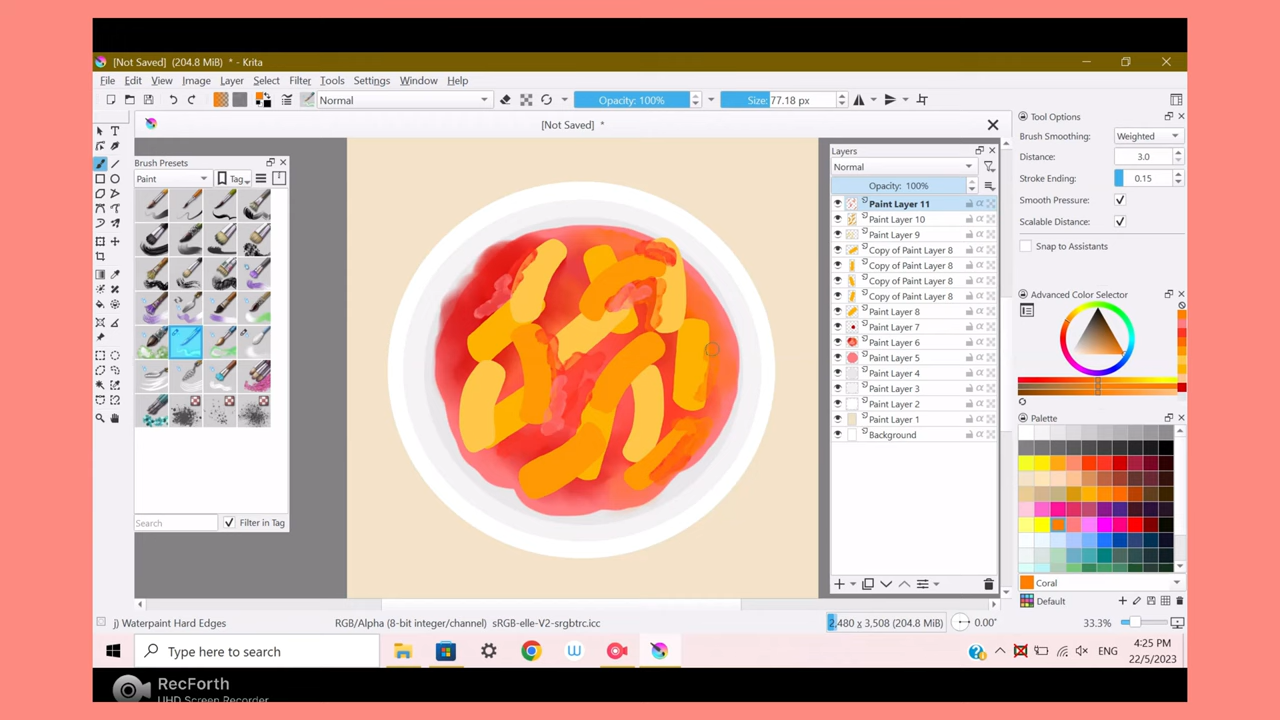 [Not Saved] (204.8 MiB) * - Krita
File Edit View Image Layer Select Filter Tools Settings Window Help
Normal
Opacity: 100%
Size: 77.18 px
[Not Saved] *
Brush Presets
Paint
Tag
Search
Filter in Tag
Layers
Normal
Opacity: 100%
Paint Layer 11
Paint Layer 10
Paint Layer 9
Copy of Paint Layer 8
Copy of Paint Layer 8
Copy of Paint Layer 8
Copy of Paint Layer 8
Paint Layer 8
Paint Layer 7
Paint Layer 6
Paint Layer 5
Paint Layer 4
Paint Layer 3
Paint Layer 2
Paint Layer 1
Background
Tool Options
Brush Smoothing: Weighted
Distance: 3.0
Stroke Ending: 0.15
Smooth Pressure:
Scalable Distance:
Snap to Assistants
Advanced Color Selector
Palette
Coral
Default
j) Waterpaint Hard Edges
RGB/Alpha (8-bit integer/channel) sRGB-elle-V2-srgbtrc.icc
2,480 x 3,508 (204.8 MiB)
0.00°
33.3%
Type here to search
ENG
4:25 PM
22/5/2023
RecForth
UHD Screen Recorder